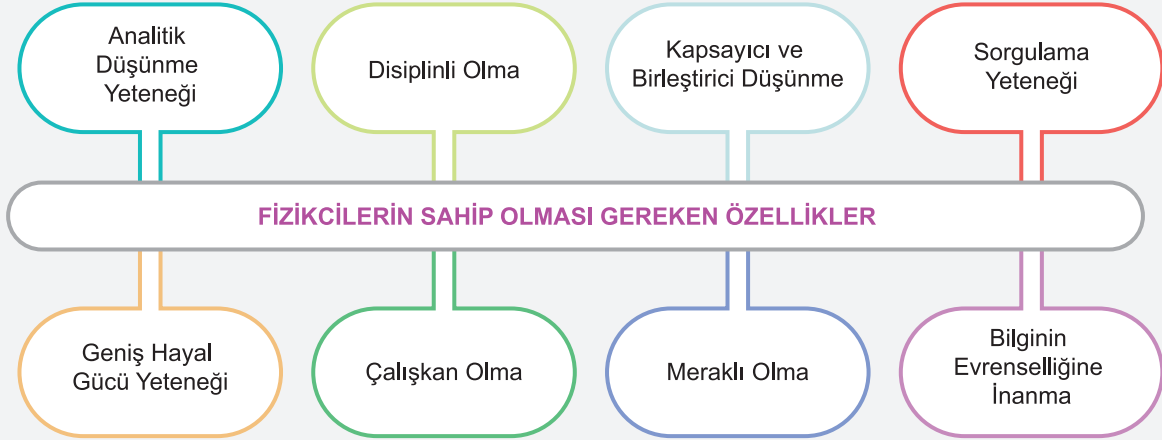 Analitik
Düşünme
Yeteneği
Disiplinli Olma
Kapsayıcı ve
Birleştirici Düşünme
Sorgulama
Yeteneği
FİZİKCİLERİN SAHİP OLMASI GEREKEN ÖZELLİKLER
Geniş Hayal
Gücü Yeteneği
Çalışkan Olma
Meraklı Olma
Bilginin
Evrenselliğine
İnanma